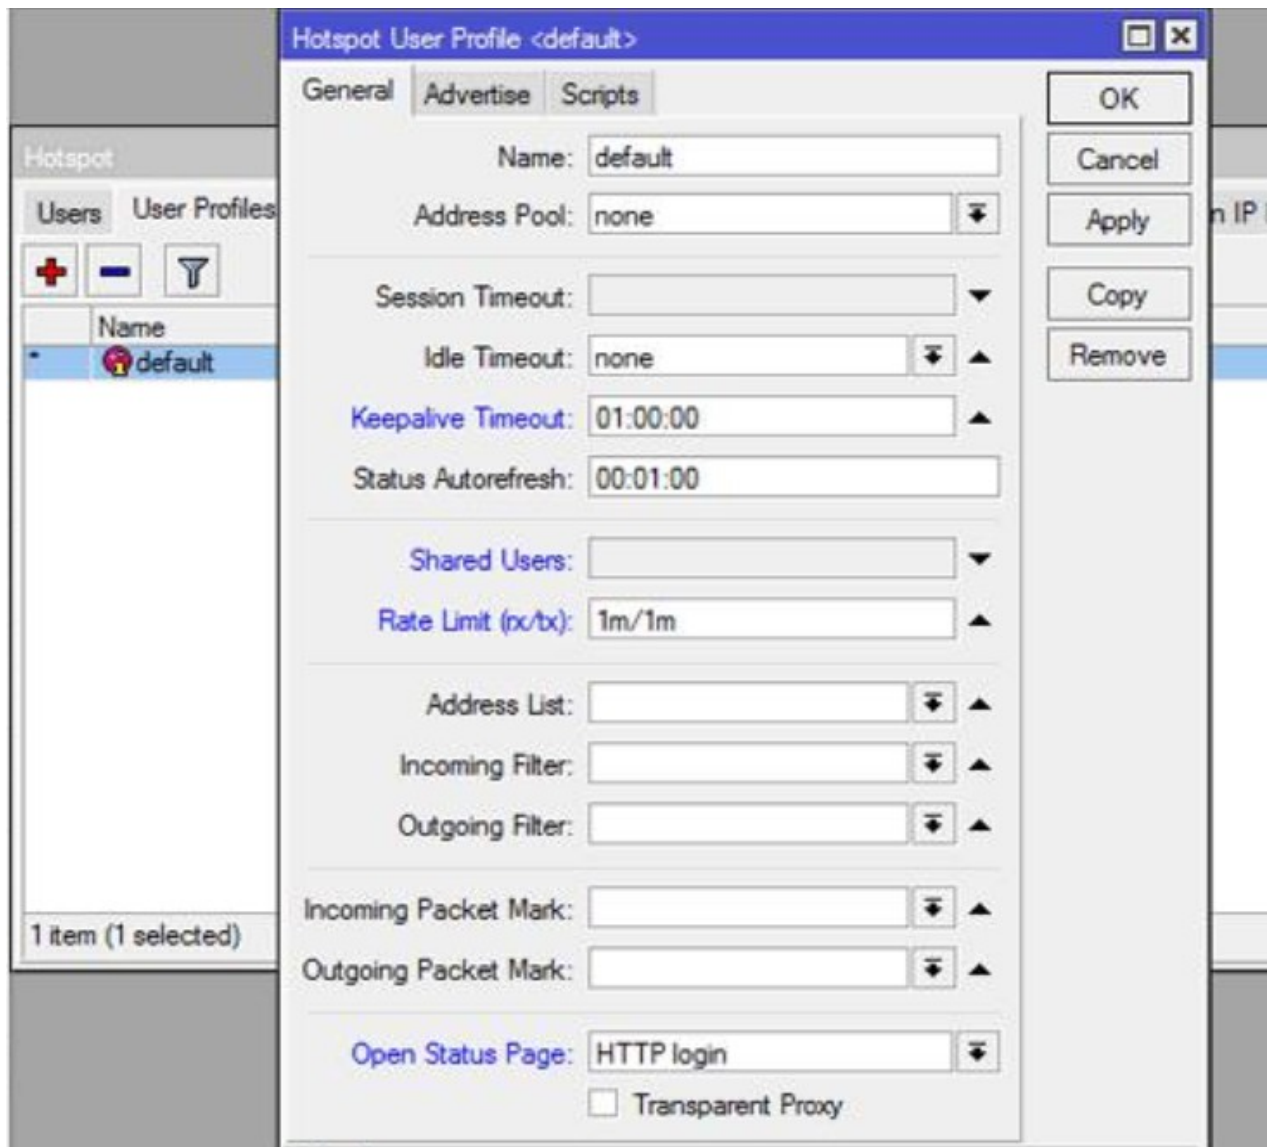 Hotspot User Profile <default>
General Advertise Scripts
OK
Hotspot
Name: default
Cancel
Users User Profiles
Address Pool: none
Apply
n IP
Session Timeout:
Copy
Name
Idle Timeout: none
Remove
* default
Keepalive Timeout: 01:00:00
Status Autorefresh: 00:01:00
Shared Users:
Rate Limit (rx/tx): 1m/1m
Address List:
Incoming Filter:
Outgoing Filter:
Incoming Packet Mark:
1 item (1 selected)
Outgoing Packet Mark:
Open Status Page: HTTP login
Transparent Proxy